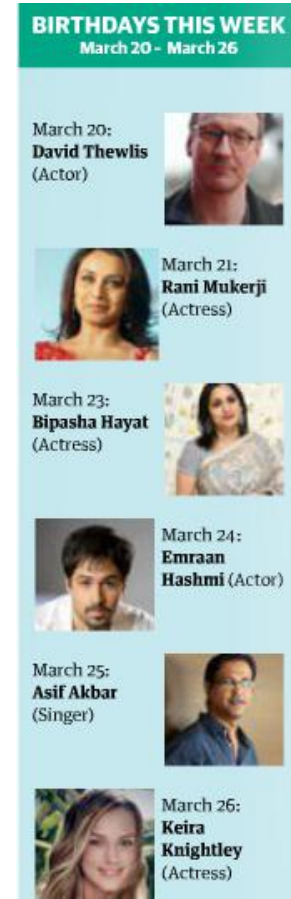 BIRTHDAYS THIS WEEK
March 20 - March 26
March 20:
David Thewlis
(Actor)
March 21:
Rani Mukerji
(Actress)
March 23:
Bipasha Hayat
(Actress)
March 24:
Emraan
Hashmi (Actor)
March 25:
Asif Akbar
(Singer)
March 26:
Keira
Knightley
(Actress)